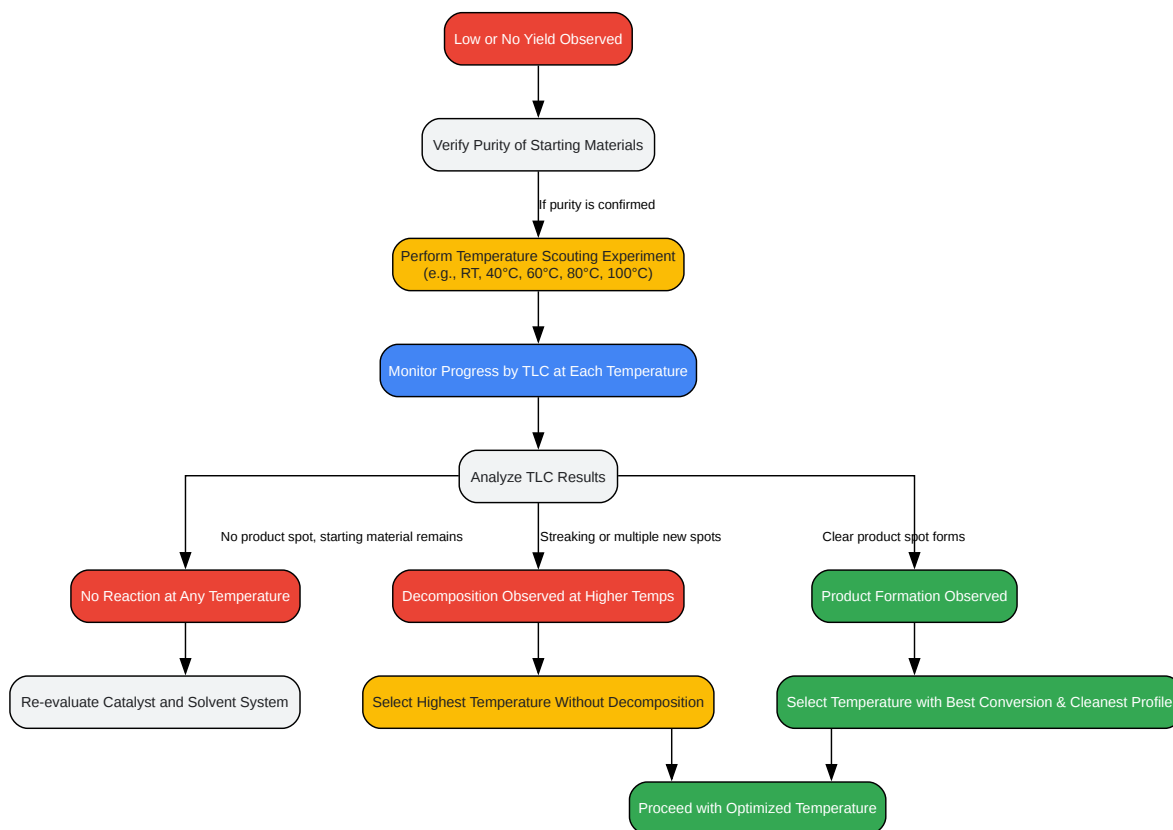 Low or No Yield Observed
Verify Purity of Starting Materials
If purity is confirmed
Perform Temperature Scouting Experiment
(e.g., RT, 40°C, 60°C, 80°C, 100°C)
Monitor Progress by TLC at Each Temperature
Analyze TLC Results
No product spot, starting material remains
Streaking or multiple new spots
Clear product spot forms
No Reaction at Any Temperature
Decomposition Observed at Higher Temps
Product Formation Observed
Re-evaluate Catalyst and Solvent System
Select Highest Temperature Without Decomposition
Select Temperature with Best Conversion & Cleanest Profile
Proceed with Optimized Temperature